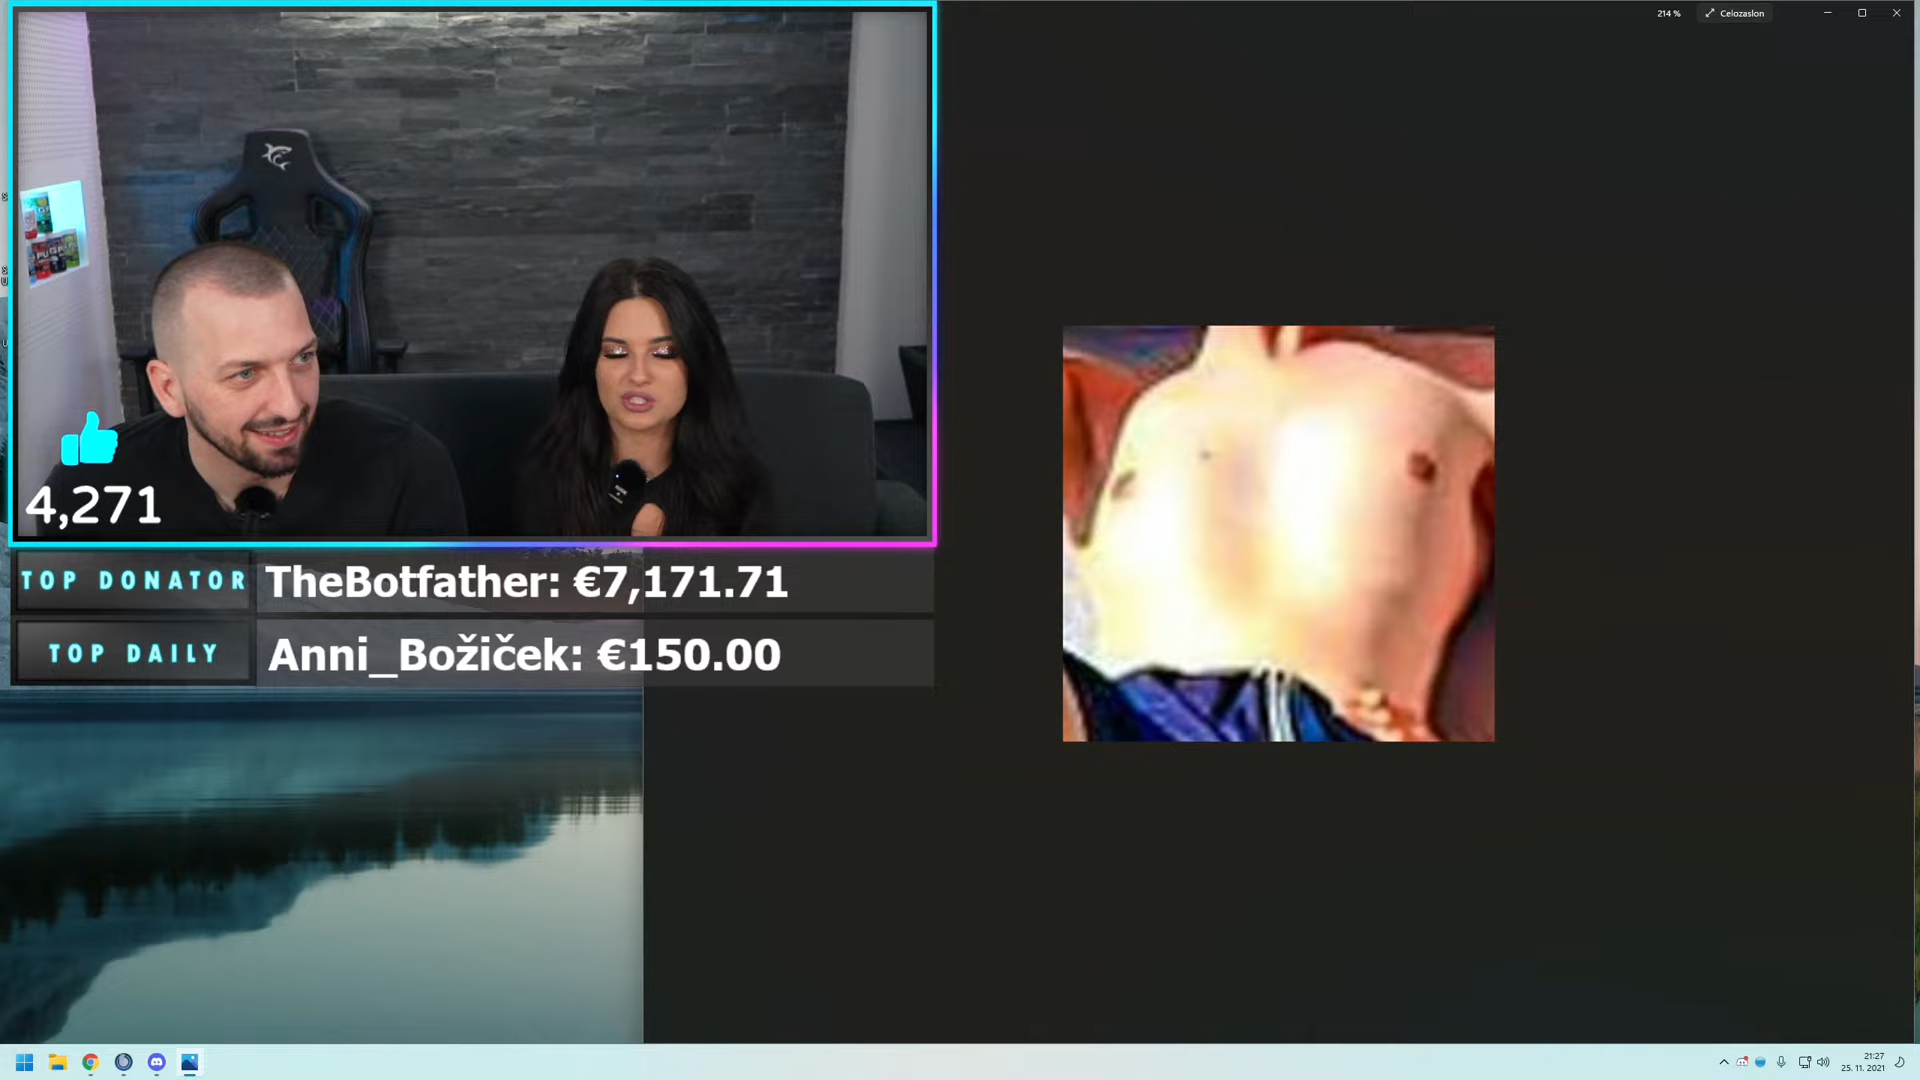 214 %
Celozaslon
4,271
TOP DONATOR
TheBotfather: €7,171.71
TOP DAILY
Anni_Božiček: €150.00
21:27
25. 11. 2021